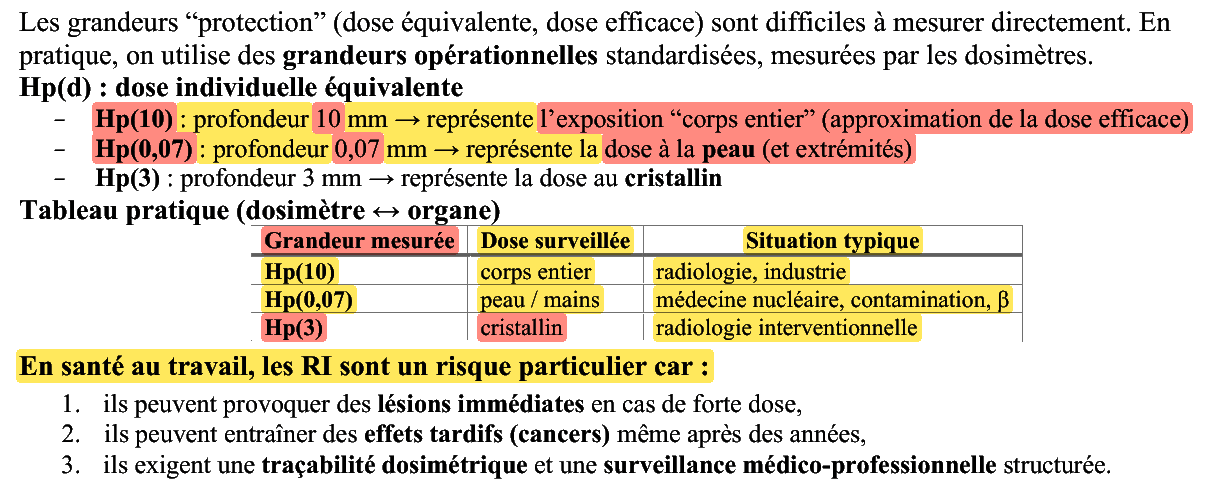 Les grandeurs “protection” (dose équivalente, dose efficace) sont difficiles à mesurer directement. En
pratique, on utilise des grandeurs opérationnelles standardisées, mesurées par les dosimètres.
Hp(d) : dose individuelle équivalente
- Hp(10) : profondeur 10 mm → représente l’exposition “corps entier” (approximation de la dose efficace)
- Hp(0,07) : profondeur 0,07 mm → représente la dose à la peau (et extrémités)
- Hp(3) : profondeur 3 mm → représente la dose au cristallin
Tableau pratique (dosimètre ↔ organe)
Grandeur mesurée Dose surveillée Situation typique
Hp(10) corps entier radiologie, industrie
Hp(0,07) peau / mains médecine nucléaire, contamination, β
Hp(3) cristallin radiologie interventionnelle
En santé au travail, les RI sont un risque particulier car :
1. ils peuvent provoquer des lésions immédiates en cas de forte dose,
2. ils peuvent entraîner des effets tardifs (cancers) même après des années,
3. ils exigent une traçabilité dosimétrique et une surveillance médico-professionnelle structurée.